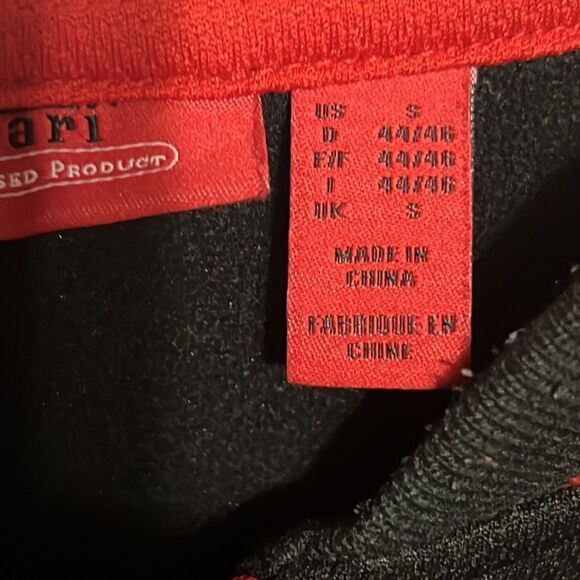 ari
sed Product
US S
D 44/46
E/F 44/46
I 44/46
UK S
MADE IN
CHINA
FABRIQUE EN
CHINE